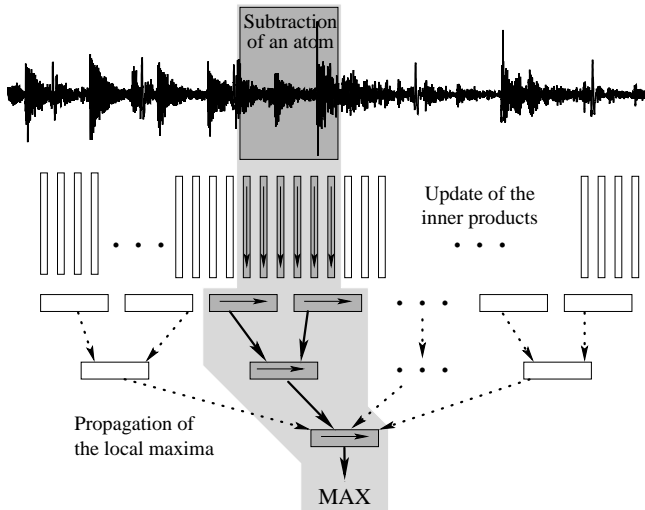 Subtraction
of an atom
Update of the
inner products
Propagation of
the local maxima
MAX